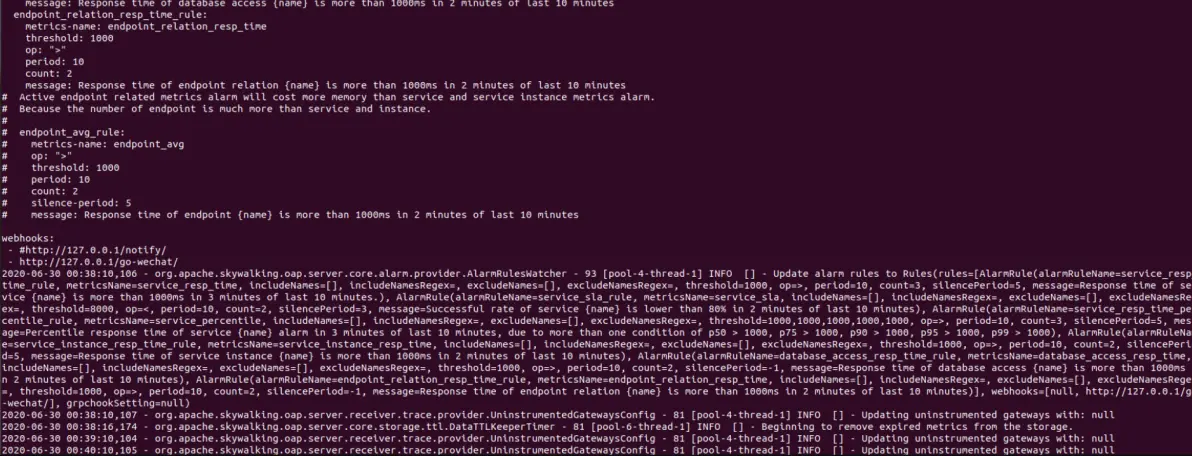 message: Response time of database access {name} is more than 1000ms in 2 minutes of last 10 minutes
  endpoint_relation_resp_time_rule:
    metrics-name: endpoint_relation_resp_time
    threshold: 1000
    op: ">"
    period: 10
    count: 2
    message: Response time of endpoint relation {name} is more than 1000ms in 2 minutes of last 10 minutes
#  Active endpoint related metrics alarm will cost more memory than service and service instance metrics alarm.
#  Because the number of endpoint is much more than service and instance.
#
#  endpoint_avg_rule:
#    metrics-name: endpoint_avg
#    op: ">"
#    threshold: 1000
#    period: 10
#    count: 2
#    silence-period: 5
#    message: Response time of endpoint {name} is more than 1000ms in 2 minutes of last 10 minutes

webhooks:
 - #http://127.0.0.1/notify/
 - http://127.0.0.1/go-wechat/
2020-06-30 00:38:10,106 - org.apache.skywalking.oap.server.core.alarm.provider.AlarmRulesWatcher - 93 [pool-4-thread-1] INFO  [] - Update alarm rules to Rules(rules=[AlarmRule(alarmRuleName=service_resp
time_rule, metricsName=service_resp_time, includeNames=[], includeNamesRegex=, excludeNames=[], excludeNamesRegex=, threshold=1000, op=>, period=10, count=3, silencePeriod=5, message=Response time of se
vice {name} is more than 1000ms in 3 minutes of last 10 minutes.), AlarmRule(alarmRuleName=service_sla_rule, metricsName=service_sla, includeNames=[], includeNamesRegex=, excludeNames=[], excludeNamesRe
ex=, threshold=8000, op=<, period=10, count=2, silencePeriod=3, message=Successful rate of service {name} is lower than 80% in 2 minutes of last 10 minutes), AlarmRule(alarmRuleName=service_resp_time_pe
centile_rule, metricsName=service_percentile, includeNames=[], includeNamesRegex=, excludeNames=[], excludeNamesRegex=, threshold=1000,1000,1000,1000,1000, op=>, period=10, count=3, silencePeriod=5, mes
age=Percentile response time of service {name} alarm in 3 minutes of last 10 minutes, due to more than one condition of p50 > 1000, p75 > 1000, p90 > 1000, p95 > 1000, p99 > 1000), AlarmRule(alarmRuleNa
e=service_instance_resp_time_rule, metricsName=service_instance_resp_time, includeNames=[], includeNamesRegex=, excludeNames=[], excludeNamesRegex=, threshold=1000, op=>, period=10, count=2, silencePeri
d=5, message=Response time of service instance {name} is more than 1000ms in 2 minutes of last 10 minutes), AlarmRule(alarmRuleName=database_access_resp_time_rule, metricsName=database_access_resp_time,
includeNames=[], includeNamesRegex=, excludeNames=[], excludeNamesRegex=, threshold=1000, op=>, period=10, count=2, silencePeriod=-1, message=Response time of database access {name} is more than 1000ms
n 2 minutes of last 10 minutes), AlarmRule(alarmRuleName=endpoint_relation_resp_time_rule, metricsName=endpoint_relation_resp_time, includeNames=[], includeNamesRegex=, excludeNames=[], excludeNamesRege
=, threshold=1000, op=>, period=10, count=2, silencePeriod=-1, message=Response time of endpoint relation {name} is more than 1000ms in 2 minutes of last 10 minutes)], webhooks=[null, http://127.0.0.1/g
-wechat/], grpchookSetting=null)
2020-06-30 00:38:10,107 - org.apache.skywalking.oap.server.receiver.trace.provider.UninstrumentedGatewaysConfig - 81 [pool-4-thread-1] INFO  [] - Updating uninstrumented gateways with: null
2020-06-30 00:38:16,174 - org.apache.skywalking.oap.server.core.storage.ttl.DataTTLKeeperTimer - 81 [pool-6-thread-1] INFO  [] - Beginning to remove expired metrics from the storage.
2020-06-30 00:39:10,104 - org.apache.skywalking.oap.server.receiver.trace.provider.UninstrumentedGatewaysConfig - 81 [pool-4-thread-1] INFO  [] - Updating uninstrumented gateways with: null
2020-06-30 00:40:10,105 - org.apache.skywalking.oap.server.receiver.trace.provider.UninstrumentedGatewaysConfig - 81 [pool-4-thread-1] INFO  [] - Updating uninstrumented gateways with: null